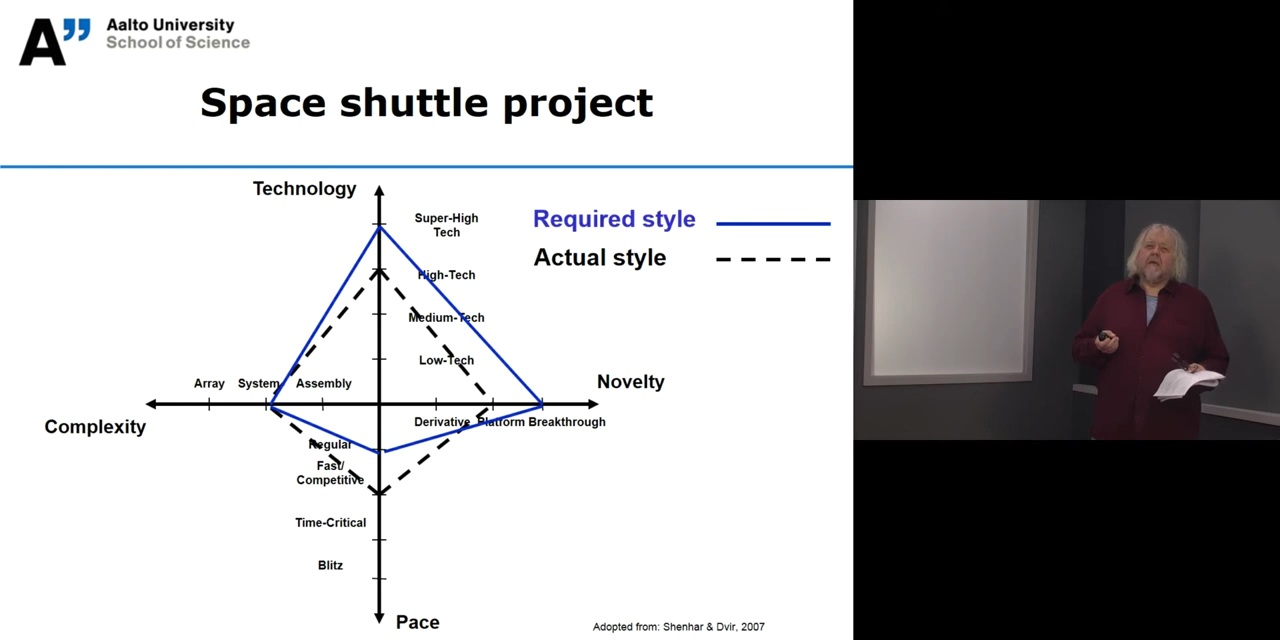 A”
Aalto University
School of Science
Space shuttle project
Technology
Super-High
Tech
Required style
Actual style
High-Tech
Medium-Tech
Low-Tech
Array
System
Assembly
Novelty
Complexity
Derivative
Platform
Breakthrough
Regular
Fast/
Competitive
Time-Critical
Blitz
Pace
Adopted from: Shenhar & Dvir, 2007